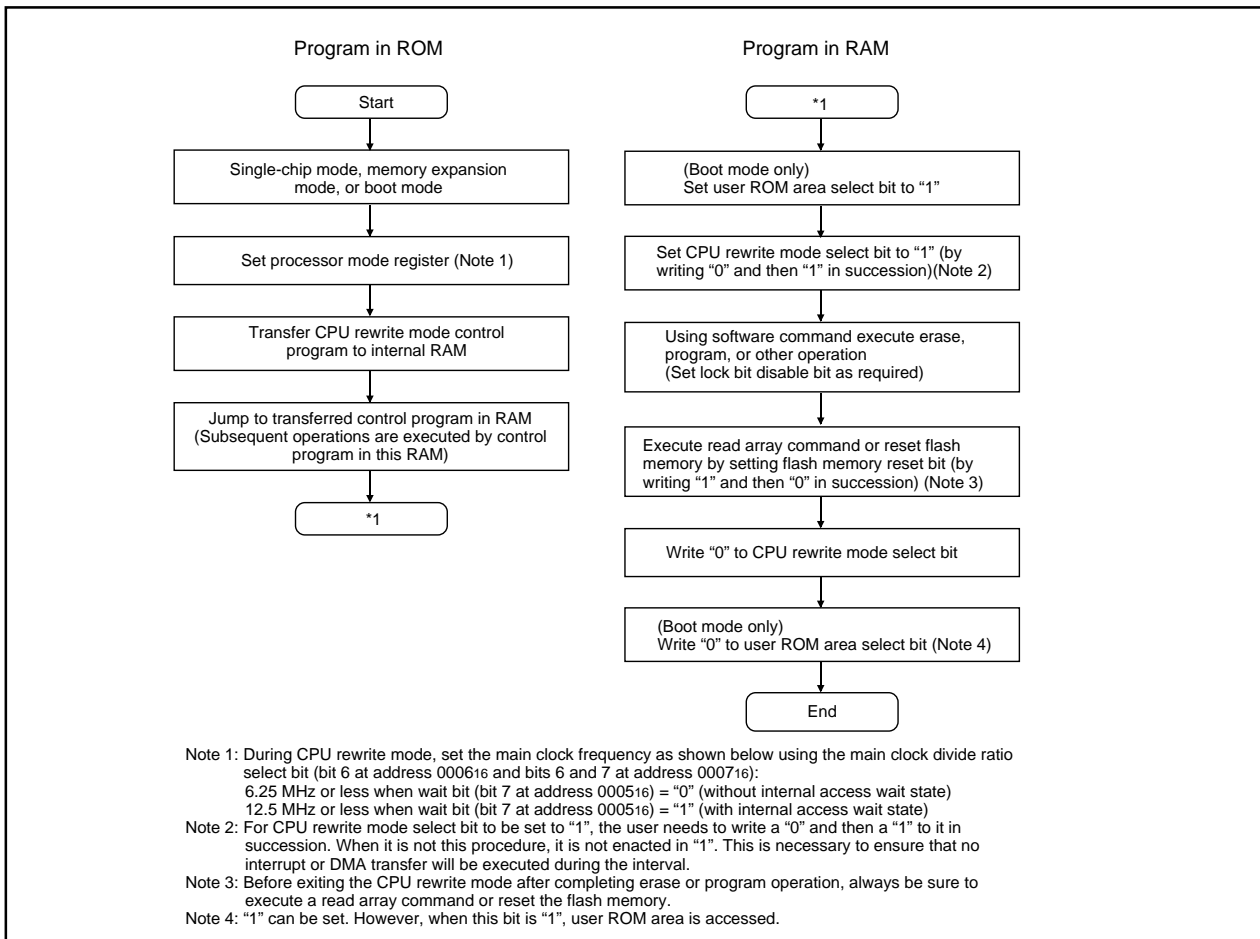 Program in ROM
Start
Single-chip mode, memory expansion
mode, or boot mode
Set processor mode register (Note 1)
Transfer CPU rewrite mode control
program to internal RAM
Jump to transferred control program in RAM
(Subsequent operations are executed by control
program in this RAM)
*1
Program in RAM
*1
(Boot mode only)
Set user ROM area select bit to “1”
Set CPU rewrite mode select bit to “1” (by
writing “0” and then “1” in succession)(Note 2)
Using software command execute erase,
program, or other operation
(Set lock bit disable bit as required)
Execute read array command or reset flash
memory by setting flash memory reset bit (by
writing “1” and then “0” in succession) (Note 3)
Write “0” to CPU rewrite mode select bit
(Boot mode only)
Write “0” to user ROM area select bit (Note 4)
End
Note 1: During CPU rewrite mode, set the main clock frequency as shown below using the main clock divide ratio
select bit (bit 6 at address 000616 and bits 6 and 7 at address 000716):
6.25 MHz or less when wait bit (bit 7 at address 000516) = “0” (without internal access wait state)
12.5 MHz or less when wait bit (bit 7 at address 000516) = “1” (with internal access wait state)
Note 2: For CPU rewrite mode select bit to be set to “1”, the user needs to write a “0” and then a “1” to it in
succession. When it is not this procedure, it is not enacted in “1”. This is necessary to ensure that no
interrupt or DMA transfer will be executed during the interval.
Note 3: Before exiting the CPU rewrite mode after completing erase or program operation, always be sure to
execute a read array command or reset the flash memory.
Note 4: “1” can be set. However, when this bit is “1”, user ROM area is accessed.